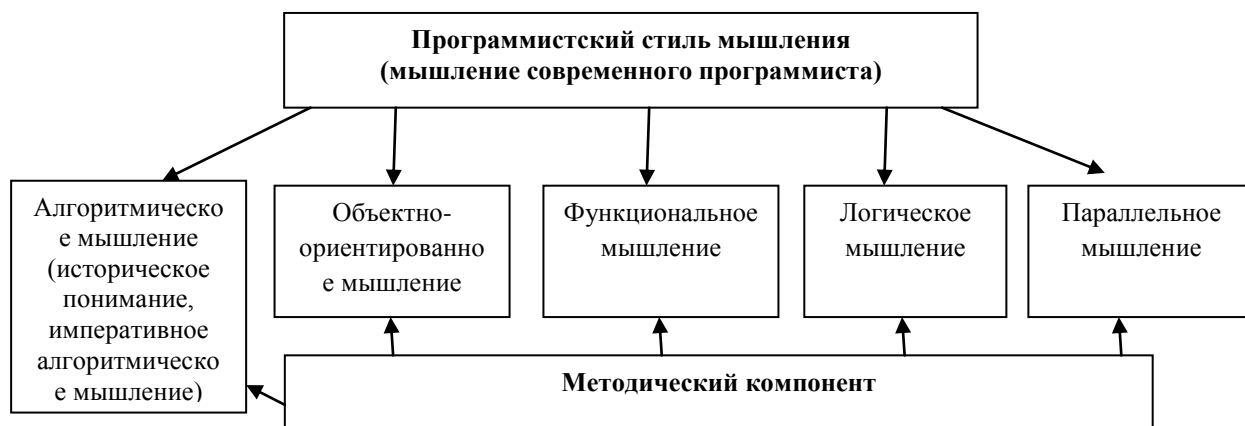 Программистский стиль мышления
(мышление современного программиста)
Алгоритмическо
е мышление
(историческое
понимание,
императивное
алгоритмическо
е мышление)
Объектно-
ориентированно
е мышление
Функциональное
мышление
Логическое
мышление
Параллельное
мышление
Методический компонент